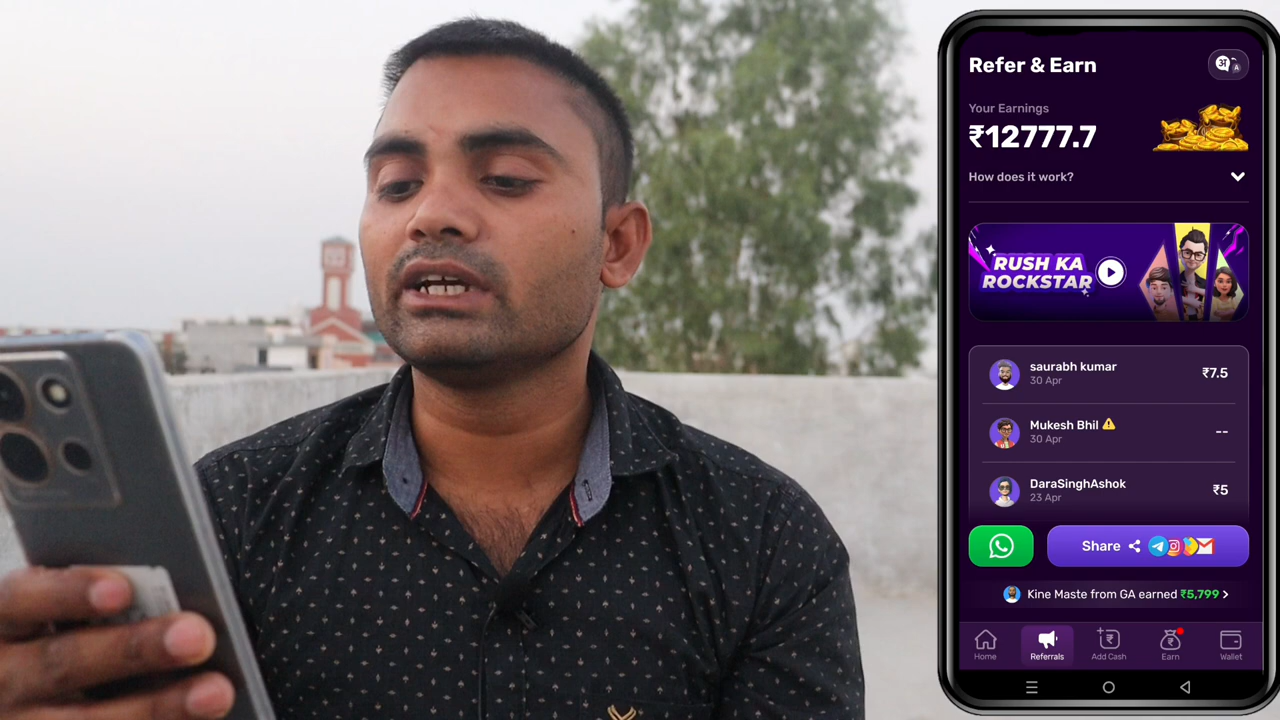 Refer & Earn
अ A
Your Earnings
₹12777.7
How does it work?
RUSH KA
ROCKSTAR
saurabh kumar
30 Apr
₹7.5
Mukesh Bhil
30 Apr
--
DaraSinghAshok
23 Apr
₹5
Share
Kine Maste from GA earned ₹5,799 >
Home
Referrals
Add Cash
Earn
Wallet